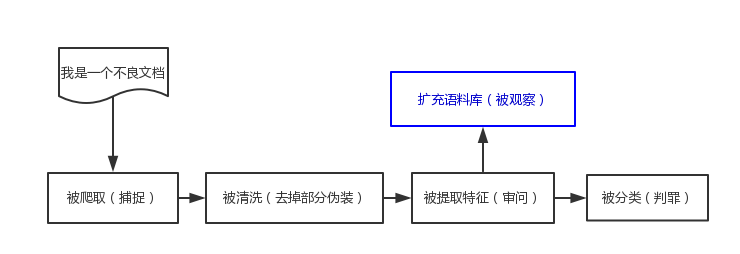 我是一个不良文档
扩充语料库（被观察）
被爬取（捕捉）
被清洗（去掉部分伪装）
被提取特征（审问）
被分类（判罪）